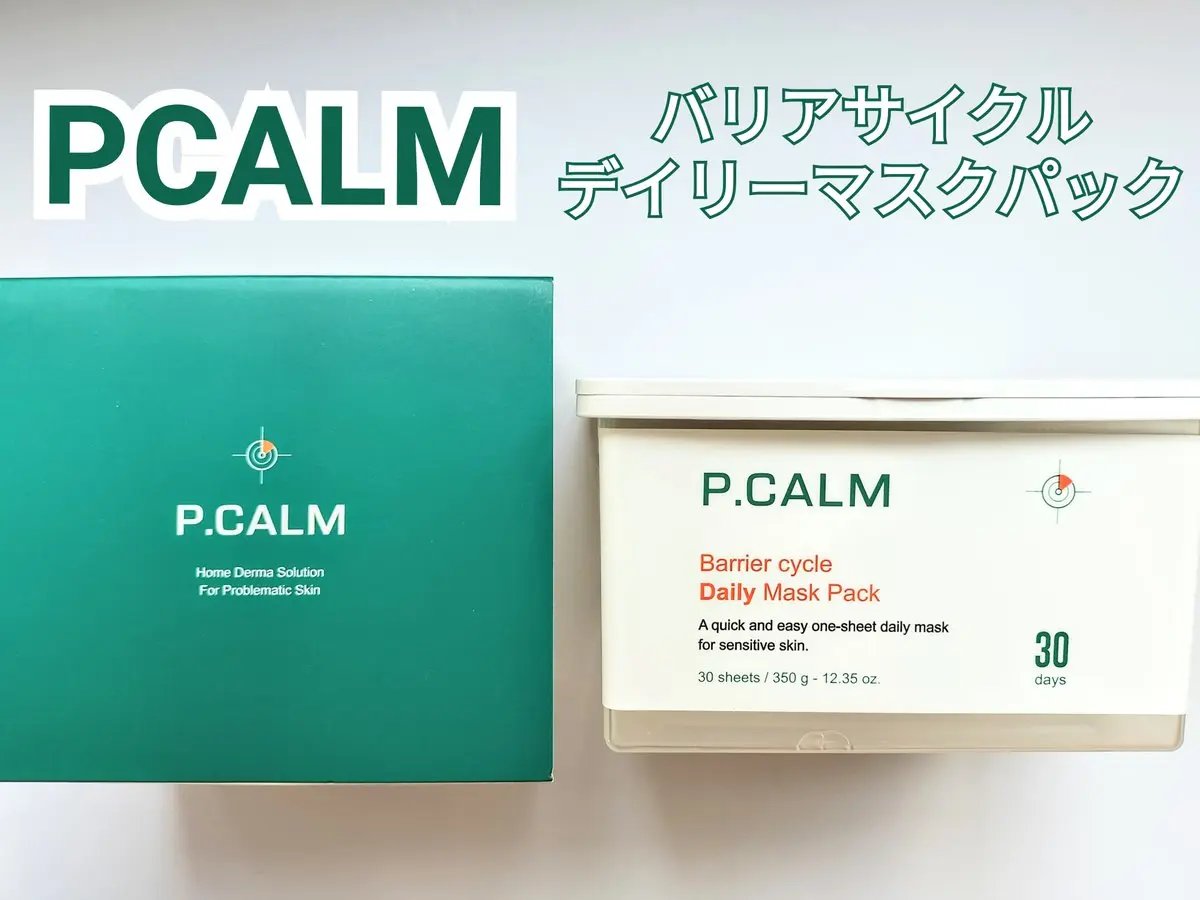 PCALM
バリアサイクル
デイリーマスクパック
P.CALM
Home Derma Solution
For Problematic Skin
P.CALM
Barrier cycle
Daily Mask Pack
A quick and easy one-sheet daily mask
for sensitive skin.
30 sheets / 350 g - 12.35 oz.
30
days